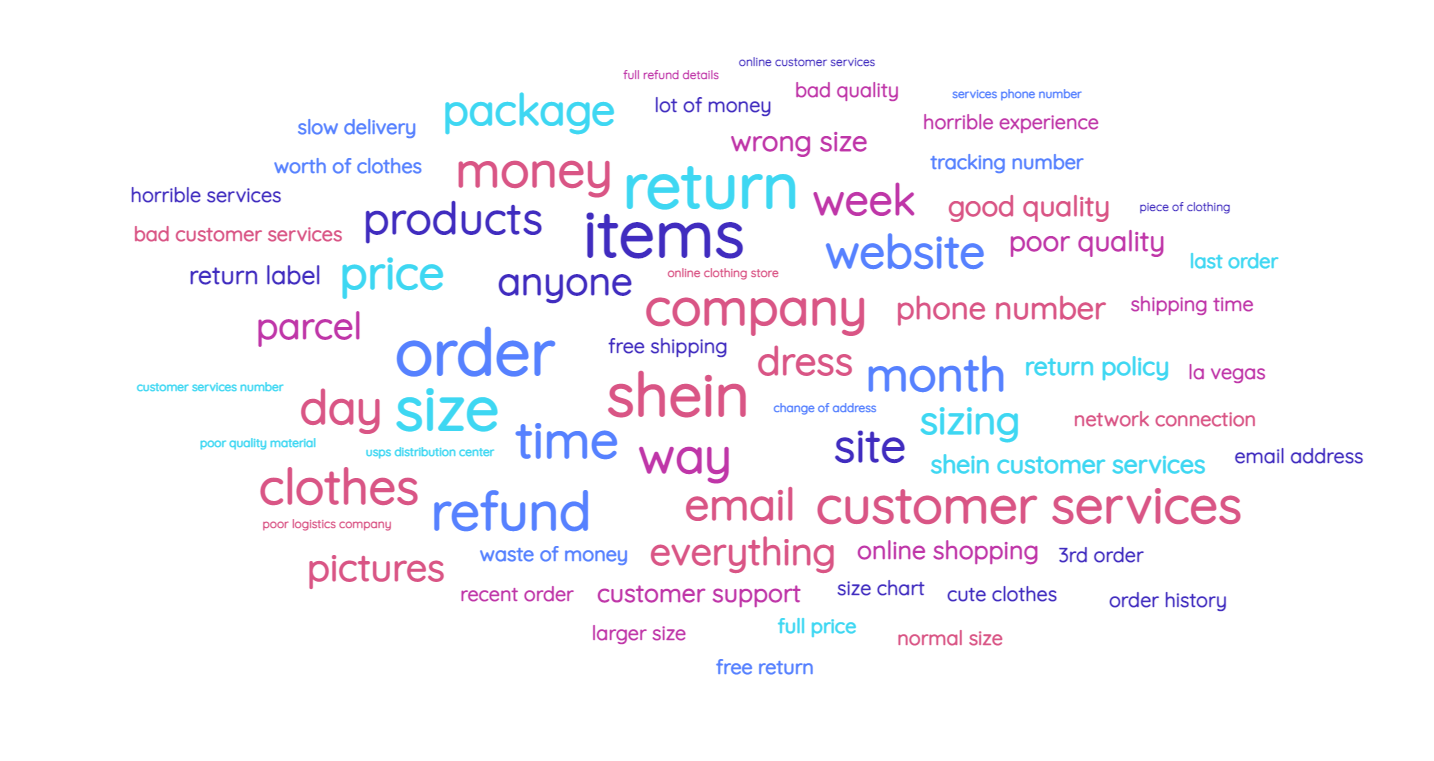 online customer services
full refund details
bad quality
services phone number
lot of money
package
horrible experience
slow delivery
wrong size
tracking number
worth of clothes
money
return
horrible services
week
good quality
piece of clothing
products
items
bad customer services
poor quality
website
last order
return label
price
anyone
online clothing store
company
phone number
shipping time
parcel
free shipping
order
dress
return policy
la vegas
month
customer services number
shein
day
size
change of address
sizing
network connection
time
poor quality material
usps distribution center
way
site
shein customer services
email address
clothes
refund
email
customer services
poor logistics company
waste of money
everything
online shopping
3rd order
pictures
recent order
customer support
size chart
cute clothes
order history
larger size
full price
normal size
free return